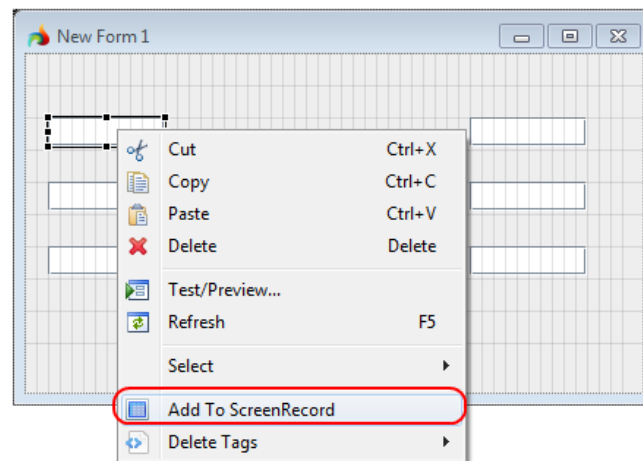 New Form 1
Cut Ctrl+X
Copy Ctrl+C
Paste Ctrl+V
Delete Delete
Test/Preview...
Refresh F5
Select
Add To ScreenRecord
Delete Tags